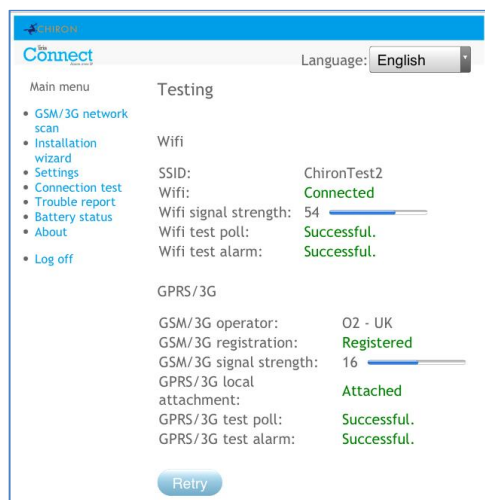 CHIRON
Iris
Connect
Language: English
Main menu
• GSM/3G network
scan
• Installation
wizard
• Settings
• Connection test
• Trouble report
• Battery status
• About
• Log off
Testing
Wifi
SSID: ChironTest2
Wifi: Connected
Wifi signal strength: 54
Wifi test poll: Successful.
Wifi test alarm: Successful.
GPRS/3G
GSM/3G operator: O2 - UK
GSM/3G registration: Registered
GSM/3G signal strength: 16
GPRS/3G local
attachment: Attached
GPRS/3G test poll: Successful.
GPRS/3G test alarm: Successful.
Retry